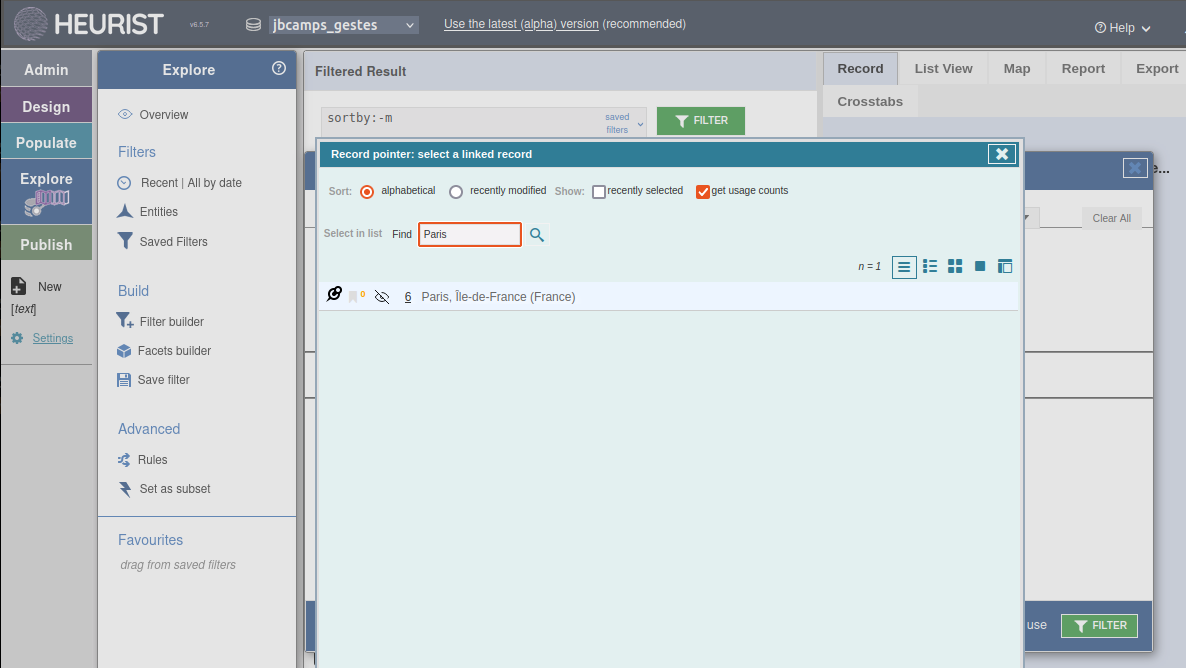 HEURIST v6.5.7 jbcamps_gestes Use the latest (alpha) version (recommended) Help
Admin
Design
Populate
Explore
Publish
New
[text]
Settings
Explore
Overview
Filters
Recent | All by date
Entities
Saved Filters
Build
Filter builder
Facets builder
Save filter
Advanced
Rules
Set as subset
Favourites
drag from saved filters
Filtered Result
sortby:-m
saved
filters
FILTER
Record List View Map Report Export
Crosstabs
e...
Clear All
Record pointer: select a linked record
Sort: alphabetical recently modified Show: recently selected get usage counts
Select in list Find Paris
n = 1
0 6 Paris, Île-de-France (France)
use FILTER